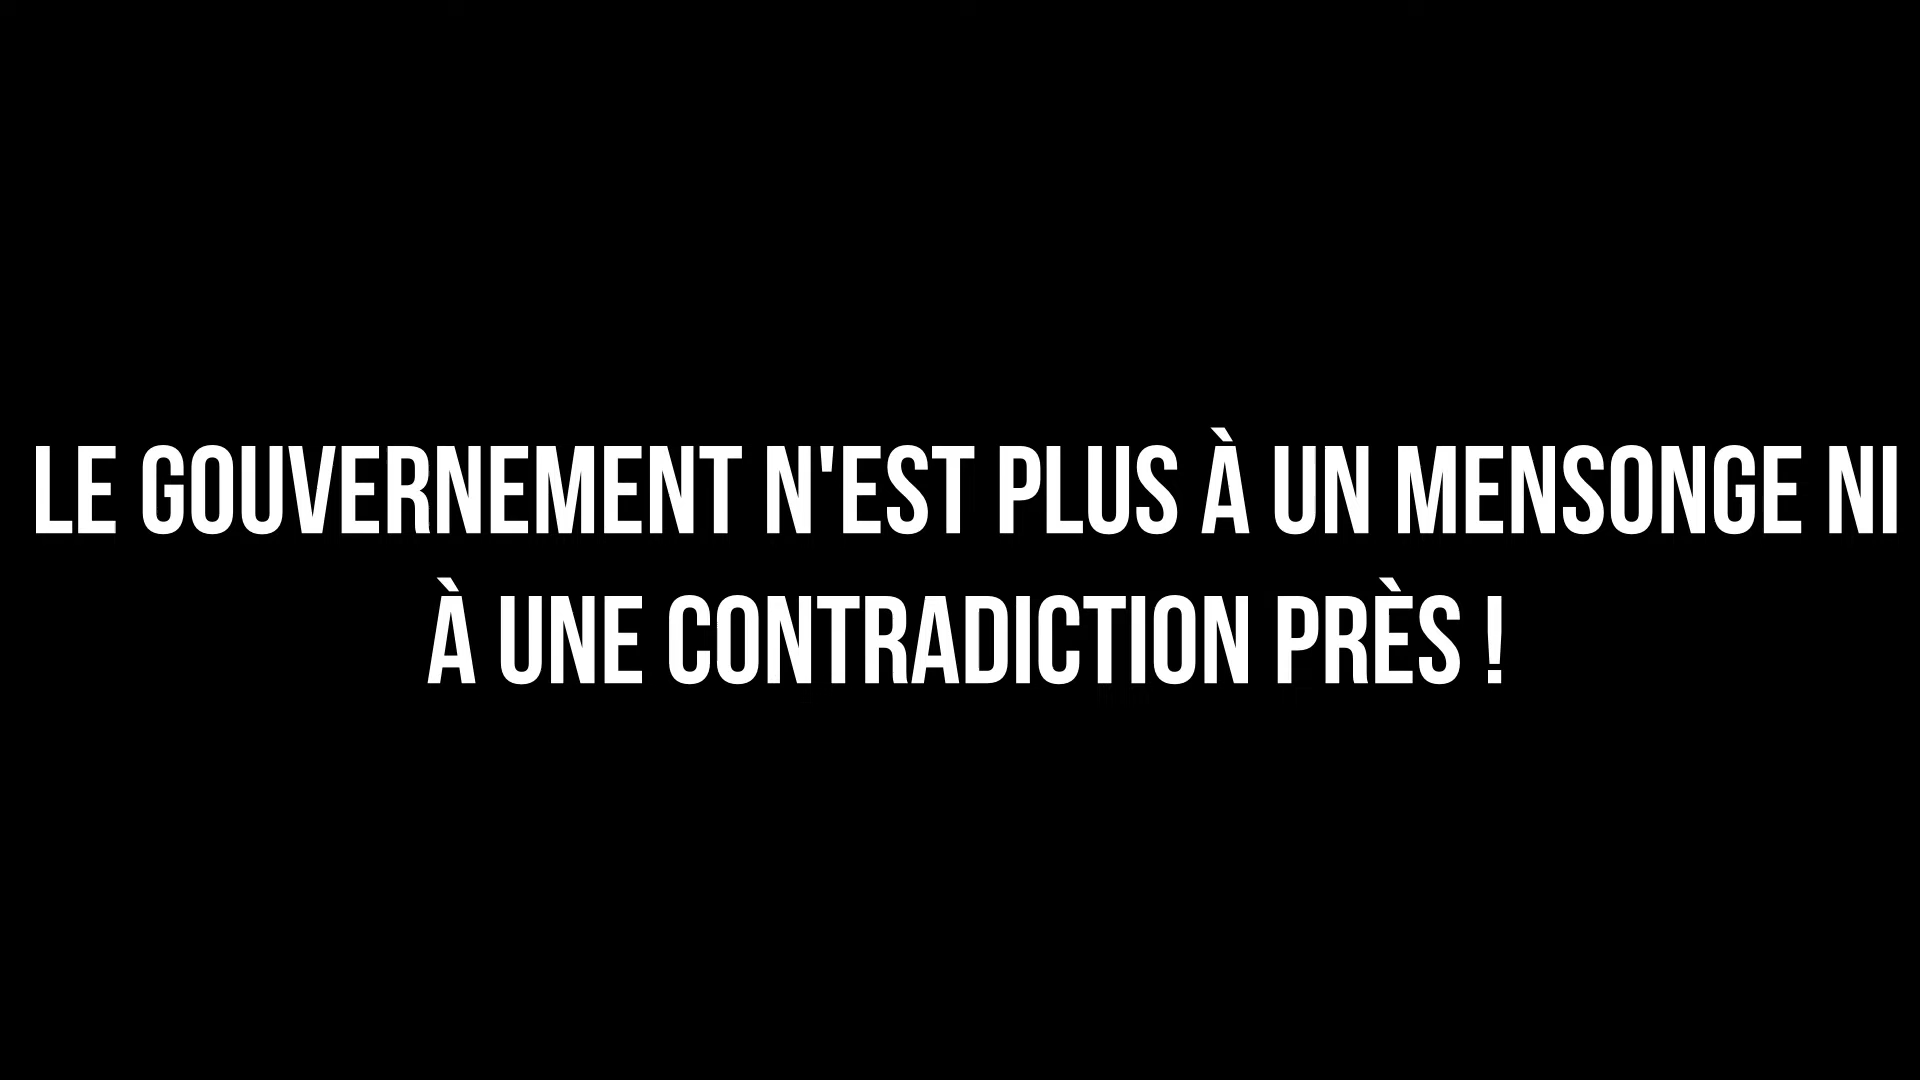 LE GOUVERNEMENT N'EST PLUS À UN MENSONGE NI
À UNE CONTRADICTION PRÈS !